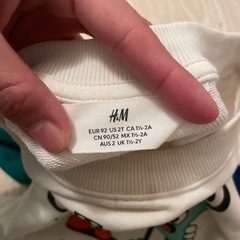 H&M
EUR 92 US 2T CA 1½-2A
CN 90/52 MX 1½-2A
AUS 2 UK 1½-2Y